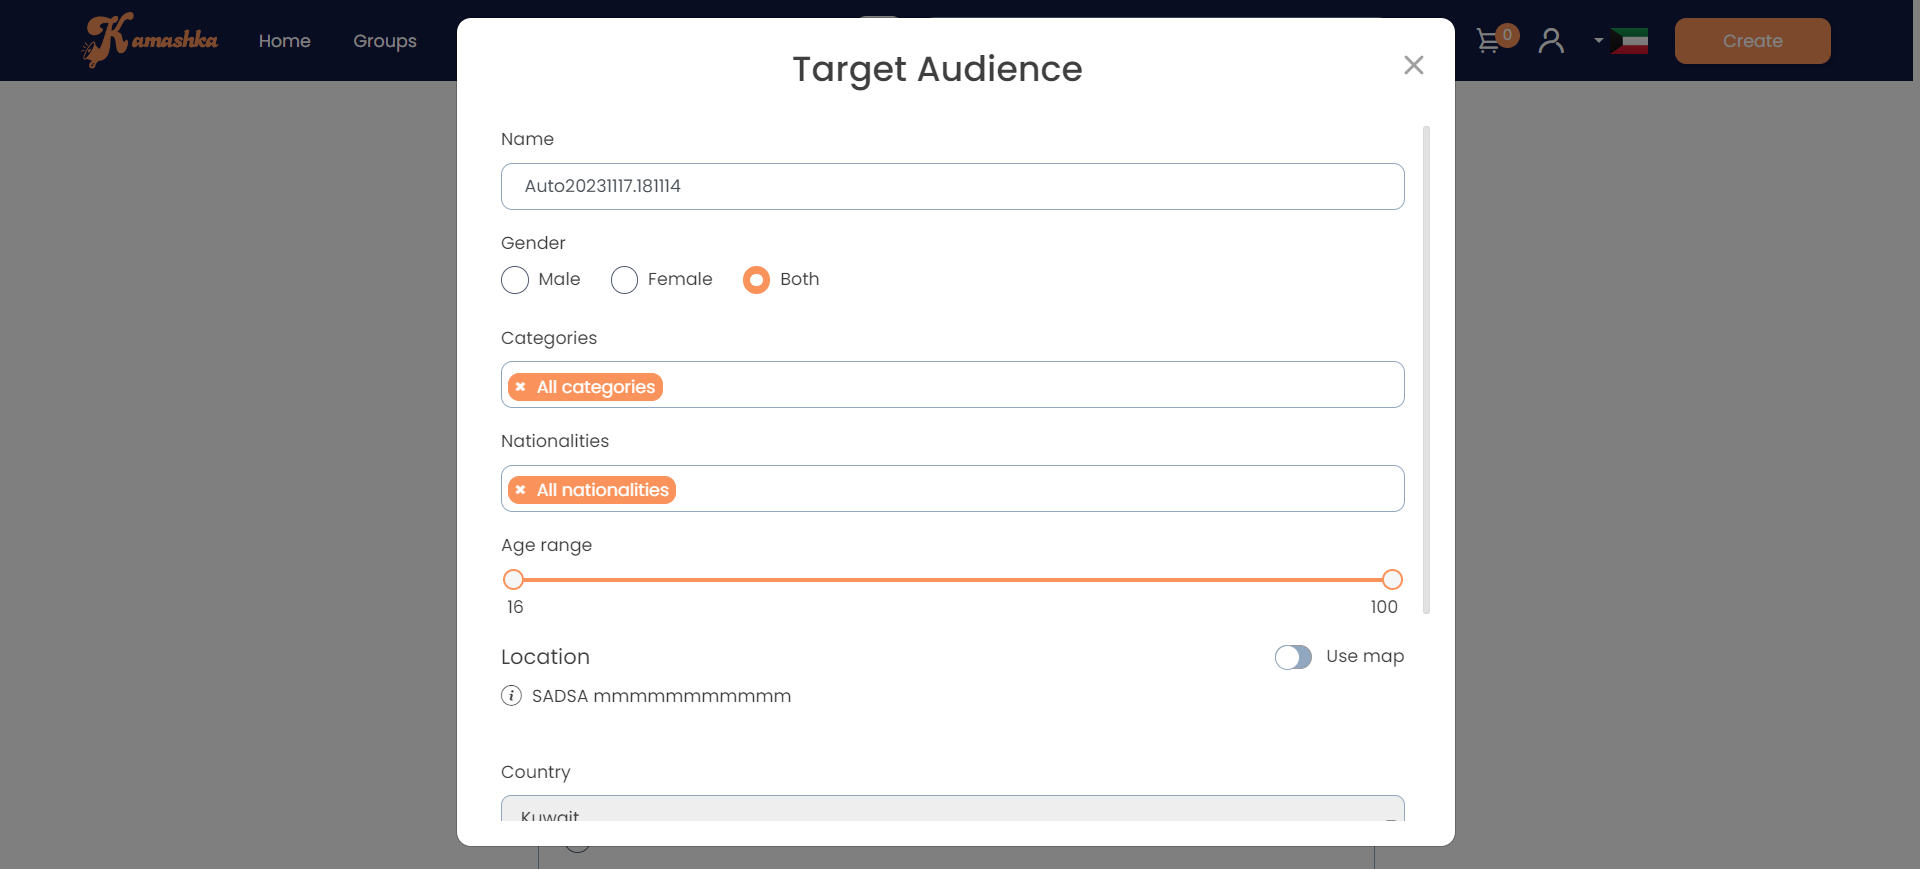 Kamashka
Home
Groups
0
Create
Target Audience
Name
Auto20231117.181114
Gender
Male
Female
Both
Categories
× All categories
Nationalities
× All nationalities
Age range
16
100
Location
Use map
i SADSA mmmmmmmmmmm
Country
Kuwait